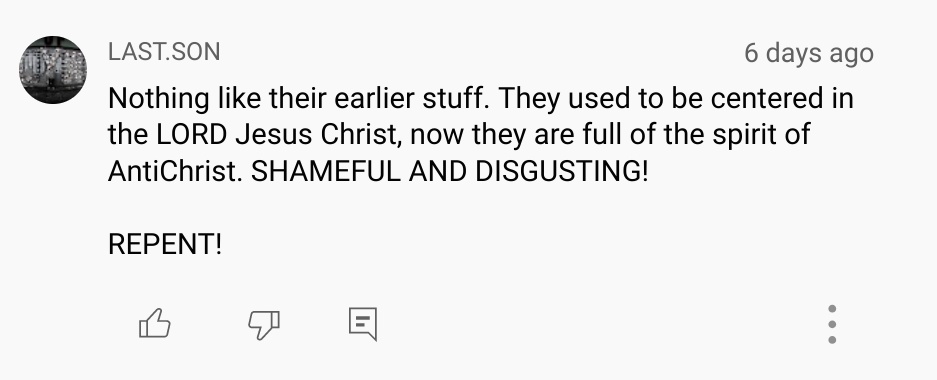 LAST.SON
6 days ago
Nothing like their earlier stuff. They used to be centered in
the LORD Jesus Christ, now they are full of the spirit of
AntiChrist. SHAMEFUL AND DISGUSTING!
REPENT!